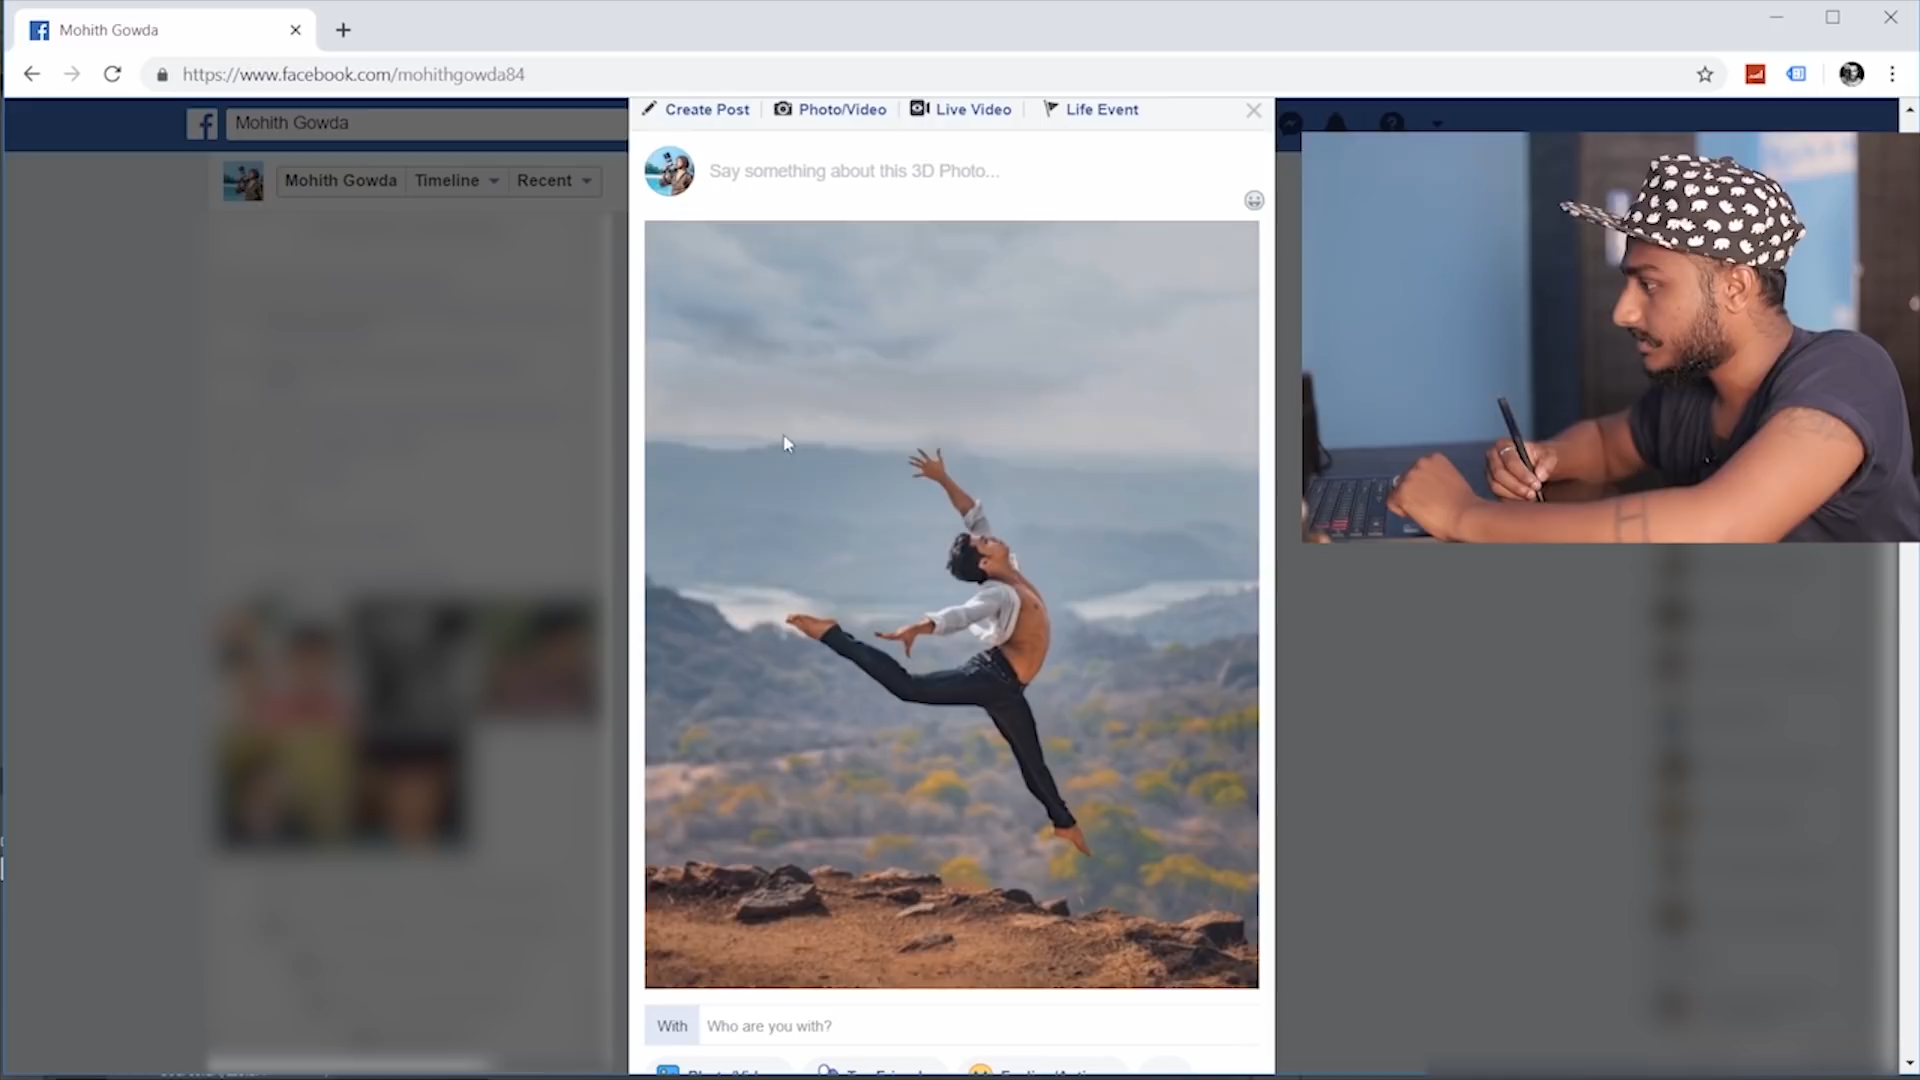 Mohith Gowda
https://www.facebook.com/mohithgowda84
Create Post Photo/Video Live Video Life Event
Mohith Gowda
Say something about this 3D Photo...
Mohith Gowda Timeline Recent
With Who are you with?